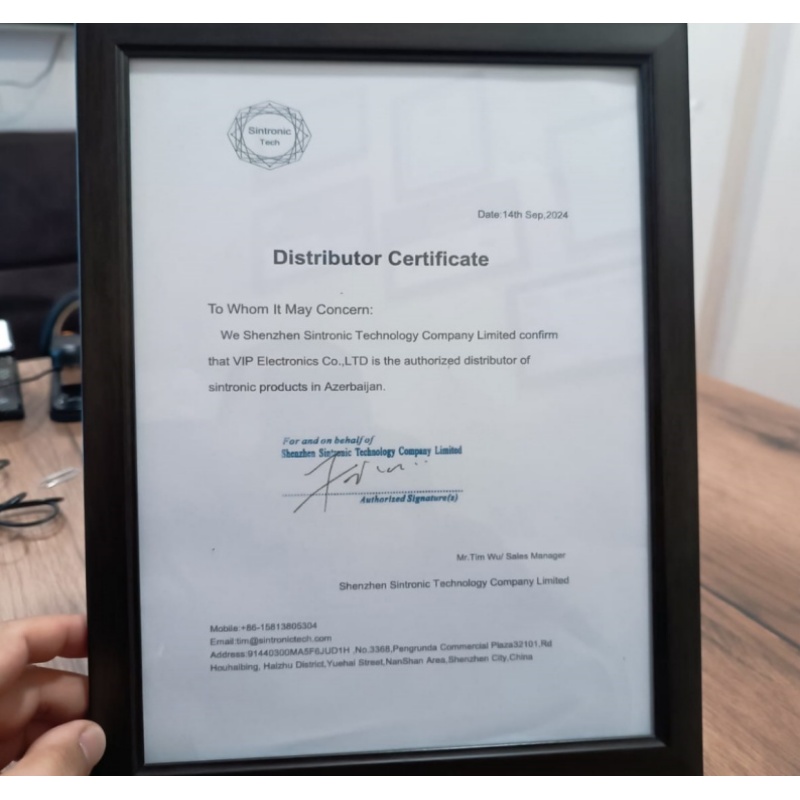 Sintronic
Tech
Date:14th Sep,2024
Distributor Certificate
To Whom It May Concern:
We Shenzhen Sintronic Technology Company Limited confirm
that VIP Electronics Co.,LTD is the authorized distributor of
sintronic products in Azerbaijan.
For and on behalf of
Shenzhen Sintronic Technology Company Limited
Authorized Signature(s)
Mr.Tim Wu/ Sales Manager
Shenzhen Sintronic Technology Company Limited
Mobile:+86-15813805304
Email:tim@sintronictech.com
Address:91440300MA5F6JUD1H ,No.3368,Pengrunda Commercial Plaza32101,Rd
Houhaibing, Haizhu District,Yuehai Street,NanShan Area,Shenzhen City,China